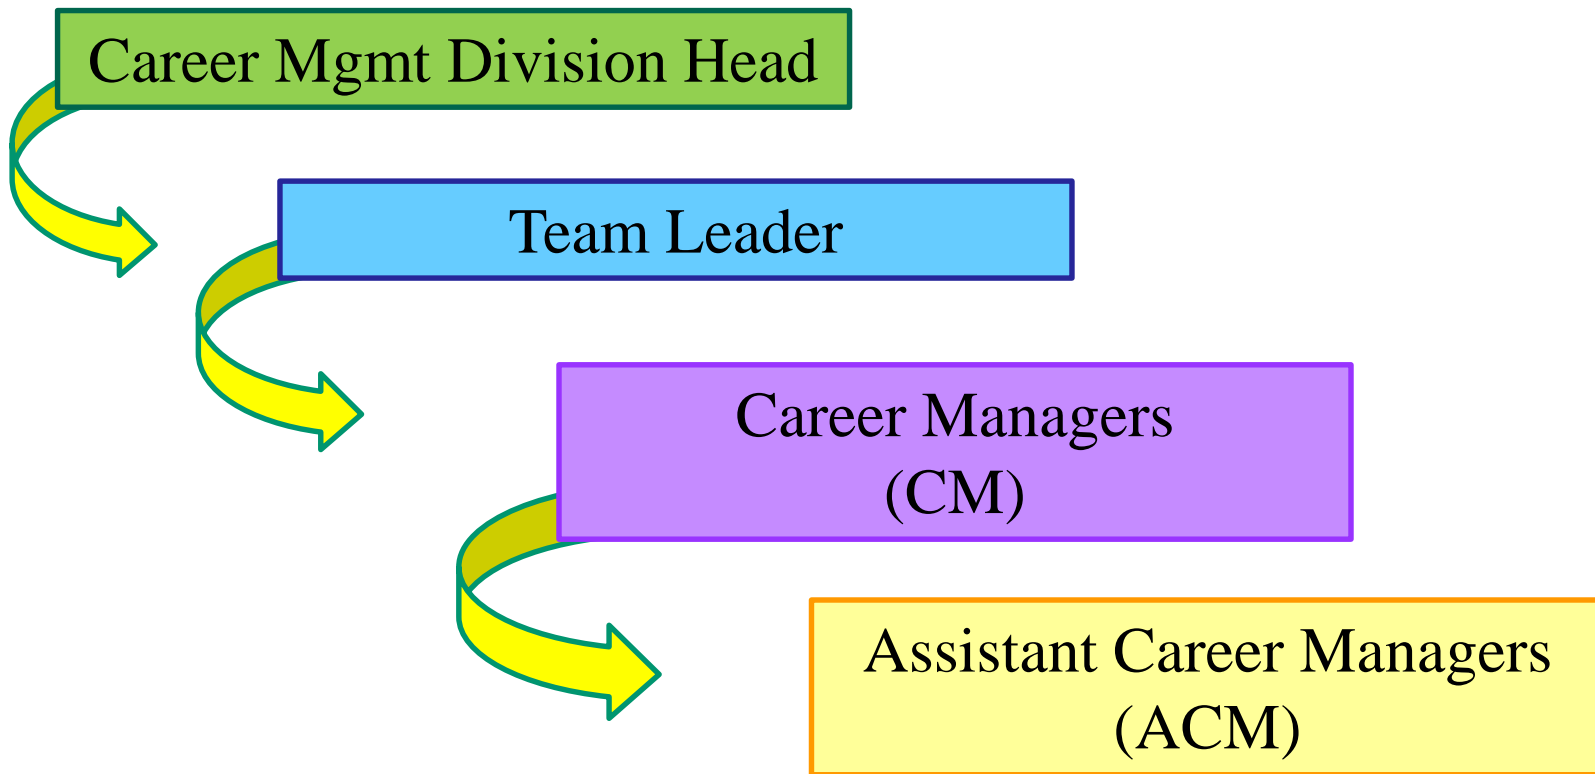 Career Mgmt Division Head
Team Leader
Career Managers
(CM)
Assistant Career Managers
(ACM)